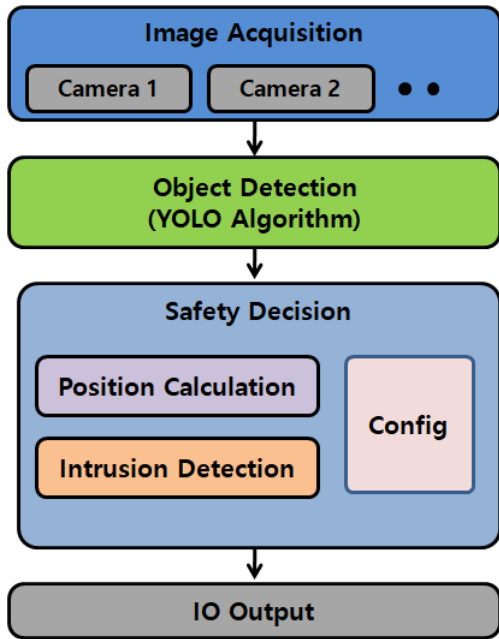 Image Acquisition
Camera 1
Camera 2
Object Detection
(YOLO Algorithm)
Safety Decision
Position Calculation
Config
Intrusion Detection
IO Output